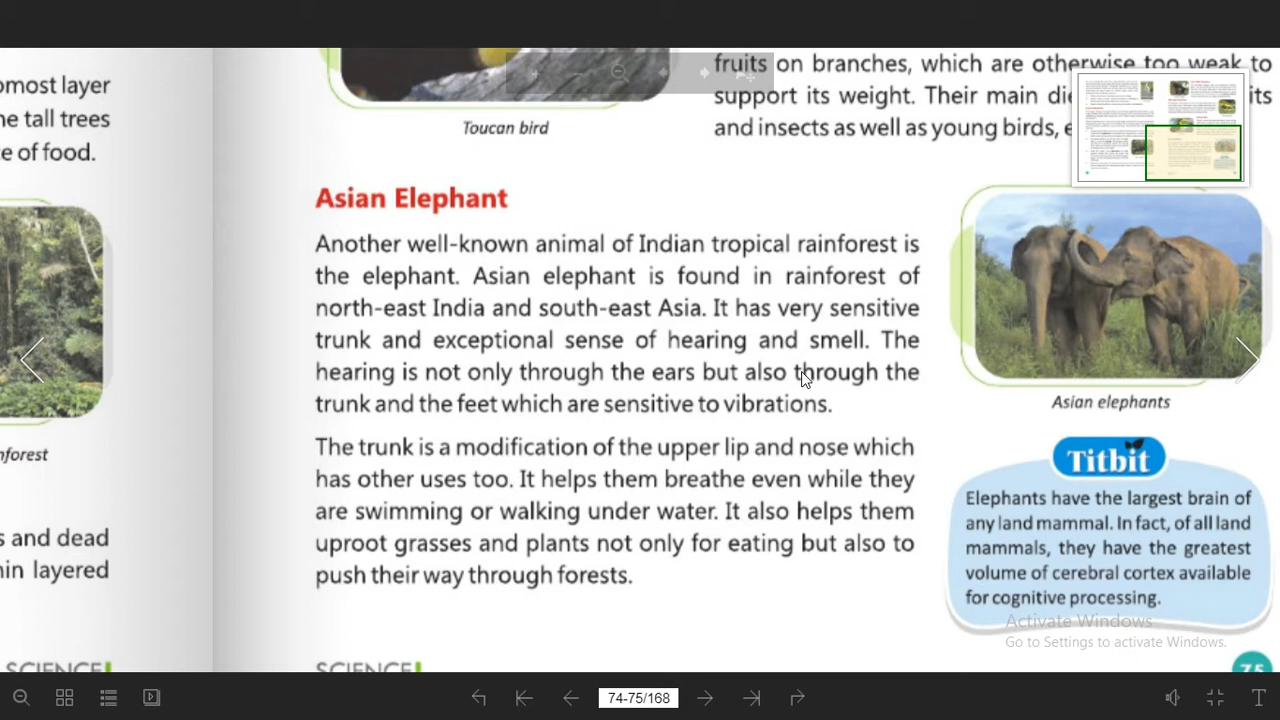 omost layer
he tall trees
ce of food.
nforest
s and dead
hin layered
SCIENCE
Toucan bird
fruits on branches, which are otherwise too weak to
support its weight. Their main die its
and insects as well as young birds, e
Asian Elephant
Another well-known animal of Indian tropical rainforest is
the elephant. Asian elephant is found in rainforest of
north-east India and south-east Asia. It has very sensitive
trunk and exceptional sense of hearing and smell. The
hearing is not only through the ears but also through the
trunk and the feet which are sensitive to vibrations.
The trunk is a modification of the upper lip and nose which
has other uses too. It helps them breathe even while they
are swimming or walking under water. It also helps them
uproot grasses and plants not only for eating but also to
push their way through forests.
Asian elephants
Titbit
Elephants have the largest brain of
any land mammal. In fact, of all land
mammals, they have the greatest
volume of cerebral cortex available
for cognitive processing.
Activate Windows
Go to Settings to activate Windows.
SCIENCE
75
74-75/168